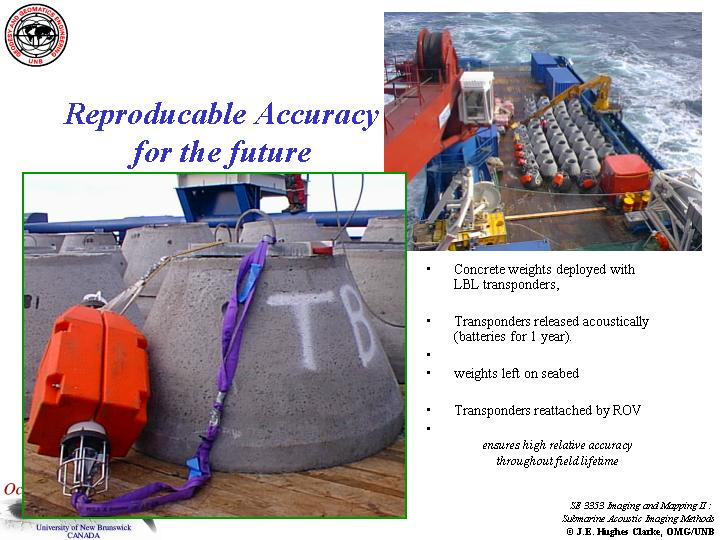 GEODESY AND GEOMATICS ENGINEERING
UNB
Reproducable Accuracy
for the future
TB
• Concrete weights deployed with
LBL transponders,
• Transponders released acoustically
(batteries for 1 year).
•
• weights left on seabed
• Transponders reattached by ROV
•
ensures high relative accuracy
throughout field lifetime
Oc
University of New Brunswick
CANADA
SE 3353 Imaging and Mapping II :
Submarine Acoustic Imaging Methods
© J.E. Hughes Clarke, OMG/UNB